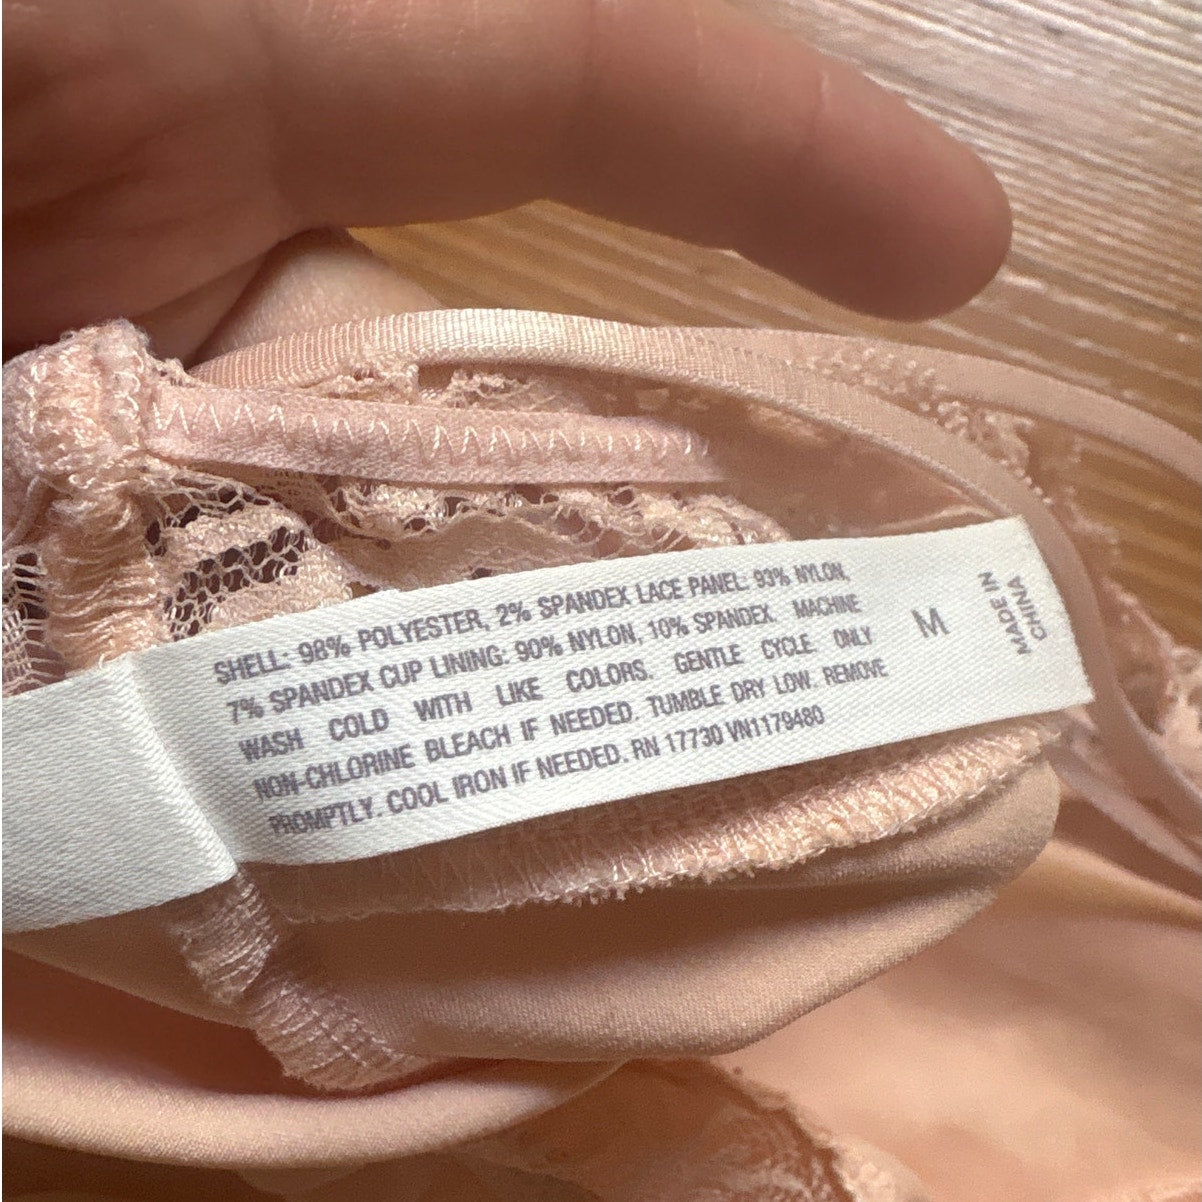 SHELL: 98% POLYESTER, 2% SPANDEX LACE PANEL: 93% NYLON,
7% SPANDEX CUP LINING: 90% NYLON, 10% SPANDEX. MACHINE
WASH COLD WITH LIKE COLORS. GENTLE CYCLE ONLY
NON-CHLORINE BLEACH IF NEEDED. TUMBLE DRY LOW. REMOVE
PROMPTLY. COOL IRON IF NEEDED. RN 17730 VN1179480
M
MADE IN
CHINA